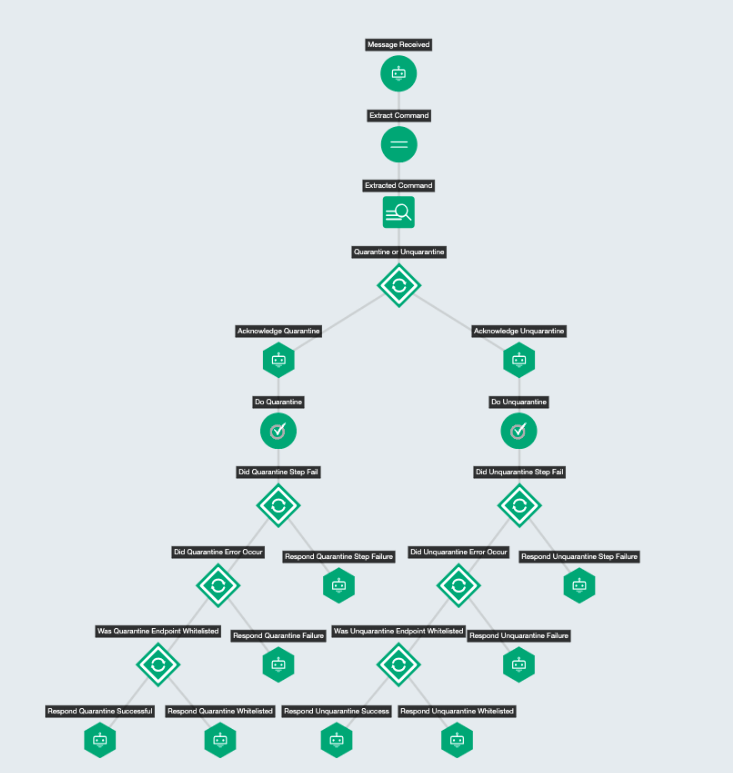 Message Received
Extract Command
Extracted Command
Quarantine or Unquarantine
Acknowledge Quarantine
Acknowledge Unquarantine
Do Quarantine
Do Unquarantine
Did Quarantine Step Fail
Did Unquarantine Step Fail
Did Quarantine Error Occur
Respond Quarantine Step Failure
Did Unquarantine Error Occur
Respond Unquarantine Step Failure
Was Quarantine Endpoint Whitelisted
Respond Quarantine Failure
Was Unquarantine Endpoint Whitelisted
Respond Unquarantine Failure
Respond Quarantine Successful
Respond Quarantine Whitelisted
Respond Unquarantine Success
Respond Unquarantine Whitelisted